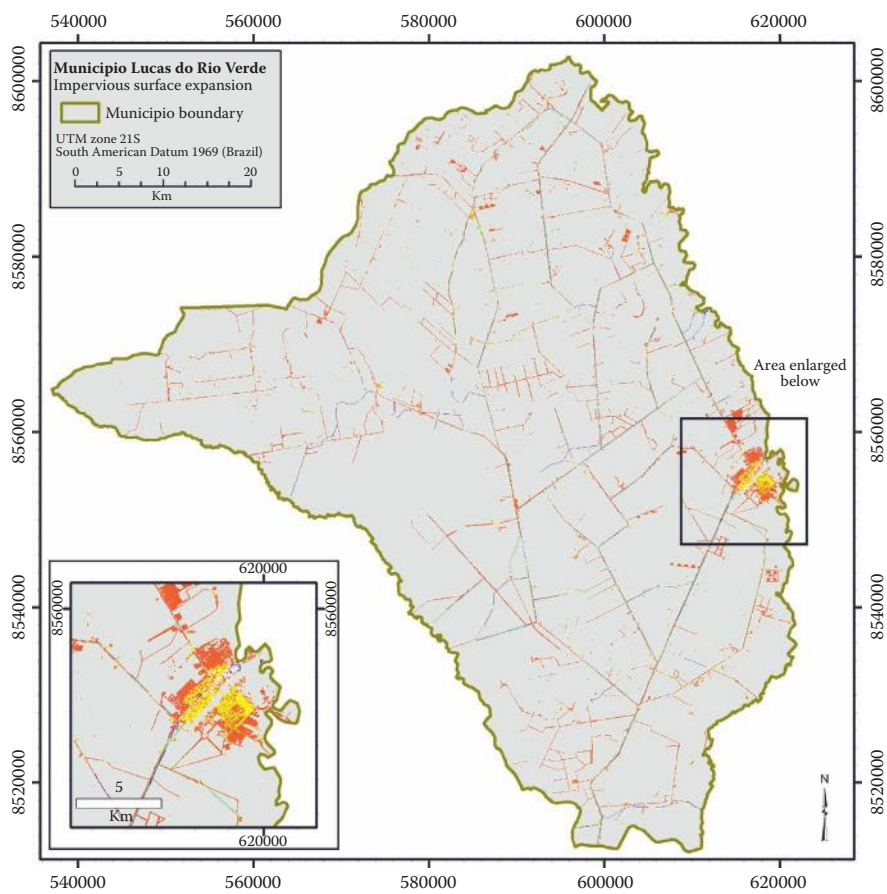 540000 560000 580000 600000 620000
Municipio Lucas do Rio Verde
Impervious surface expansion
Municipio boundary
UTM zone 21S
South American Datum 1969 (Brazil)
0 5 10 20
Km
8600000
8600000
8580000
8580000
Area enlarged
below
8560000
8560000
620000
8560000
8560000
8540000
8540000
5
Km
620000
8520000
8520000
N
540000 560000 580000 600000 620000